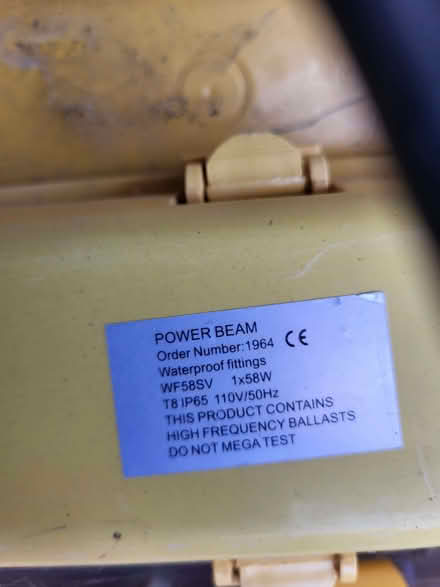 POWER BEAM
Order Number:1964 CE
Waterproof fittings
WF58SV 1x58W
T8 IP65 110V/50Hz
THIS PRODUCT CONTAINS
HIGH FREQUENCY BALLASTS
DO NOT MEGA TEST